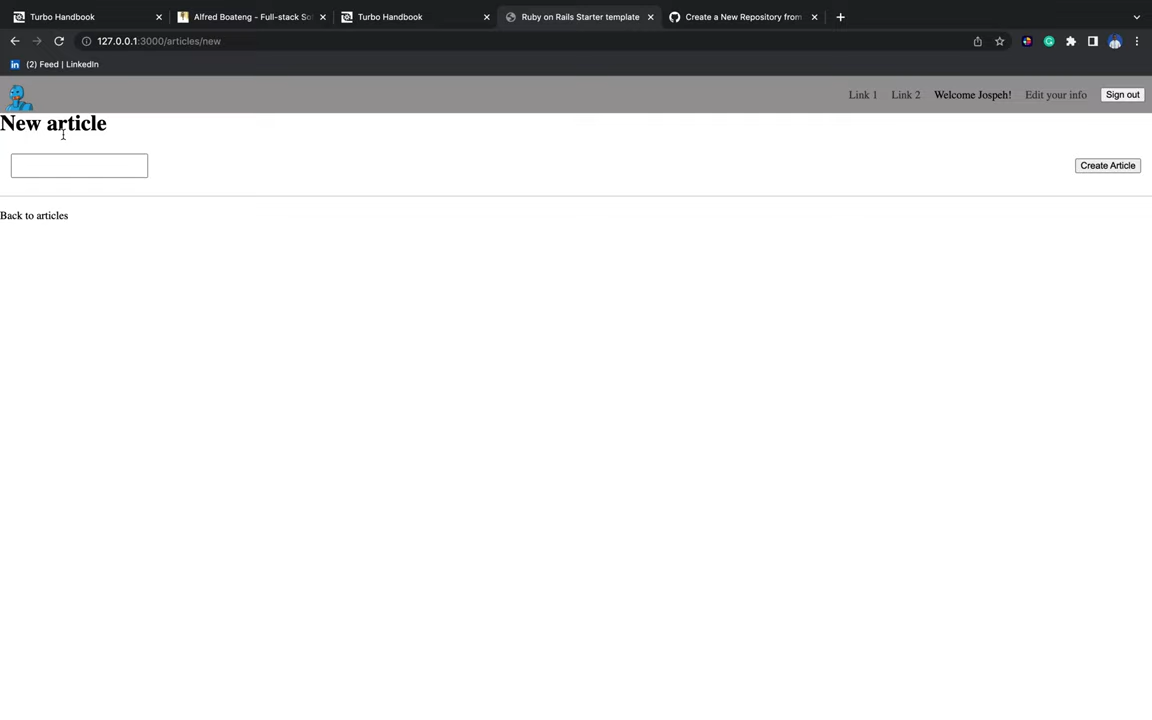 Turbo Handbook
Alfred Boateng - Full-stack So
Turbo Handbook
Ruby on Rails Starter template
Create a New Repository from
127.0.0.1:3000/articles/new
(2) Feed | LinkedIn
Link 1 Link 2 Welcome Jospeh! Edit your info Sign out
New article
Create Article
Back to articles